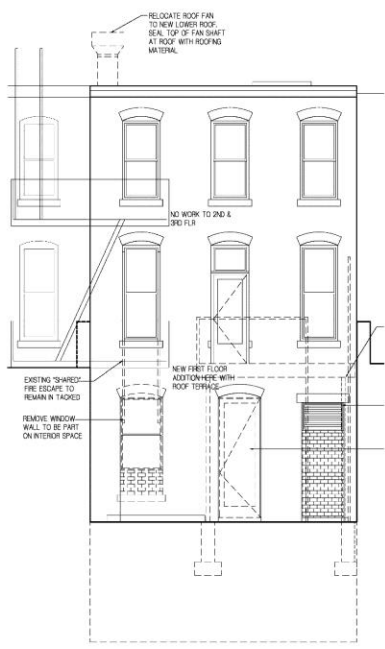 RELOCATE ROOF FAN
TO NEW LOWER ROOF.
SEAL TOP OF FAN SHAFT
AT ROOF WITH ROOFING
MATERIAL
NO WORK TO 2ND &
3RD FLR
EXISTING "SHARED"
FIRE ESCAPE TO
REMAIN IN TACKED
NEW FIRST FLOOR
ADDITION HERE WITH
ROOF TERRACE
REMOVE WINDOW
WALL TO BE PART
ON INTERIOR SPACE